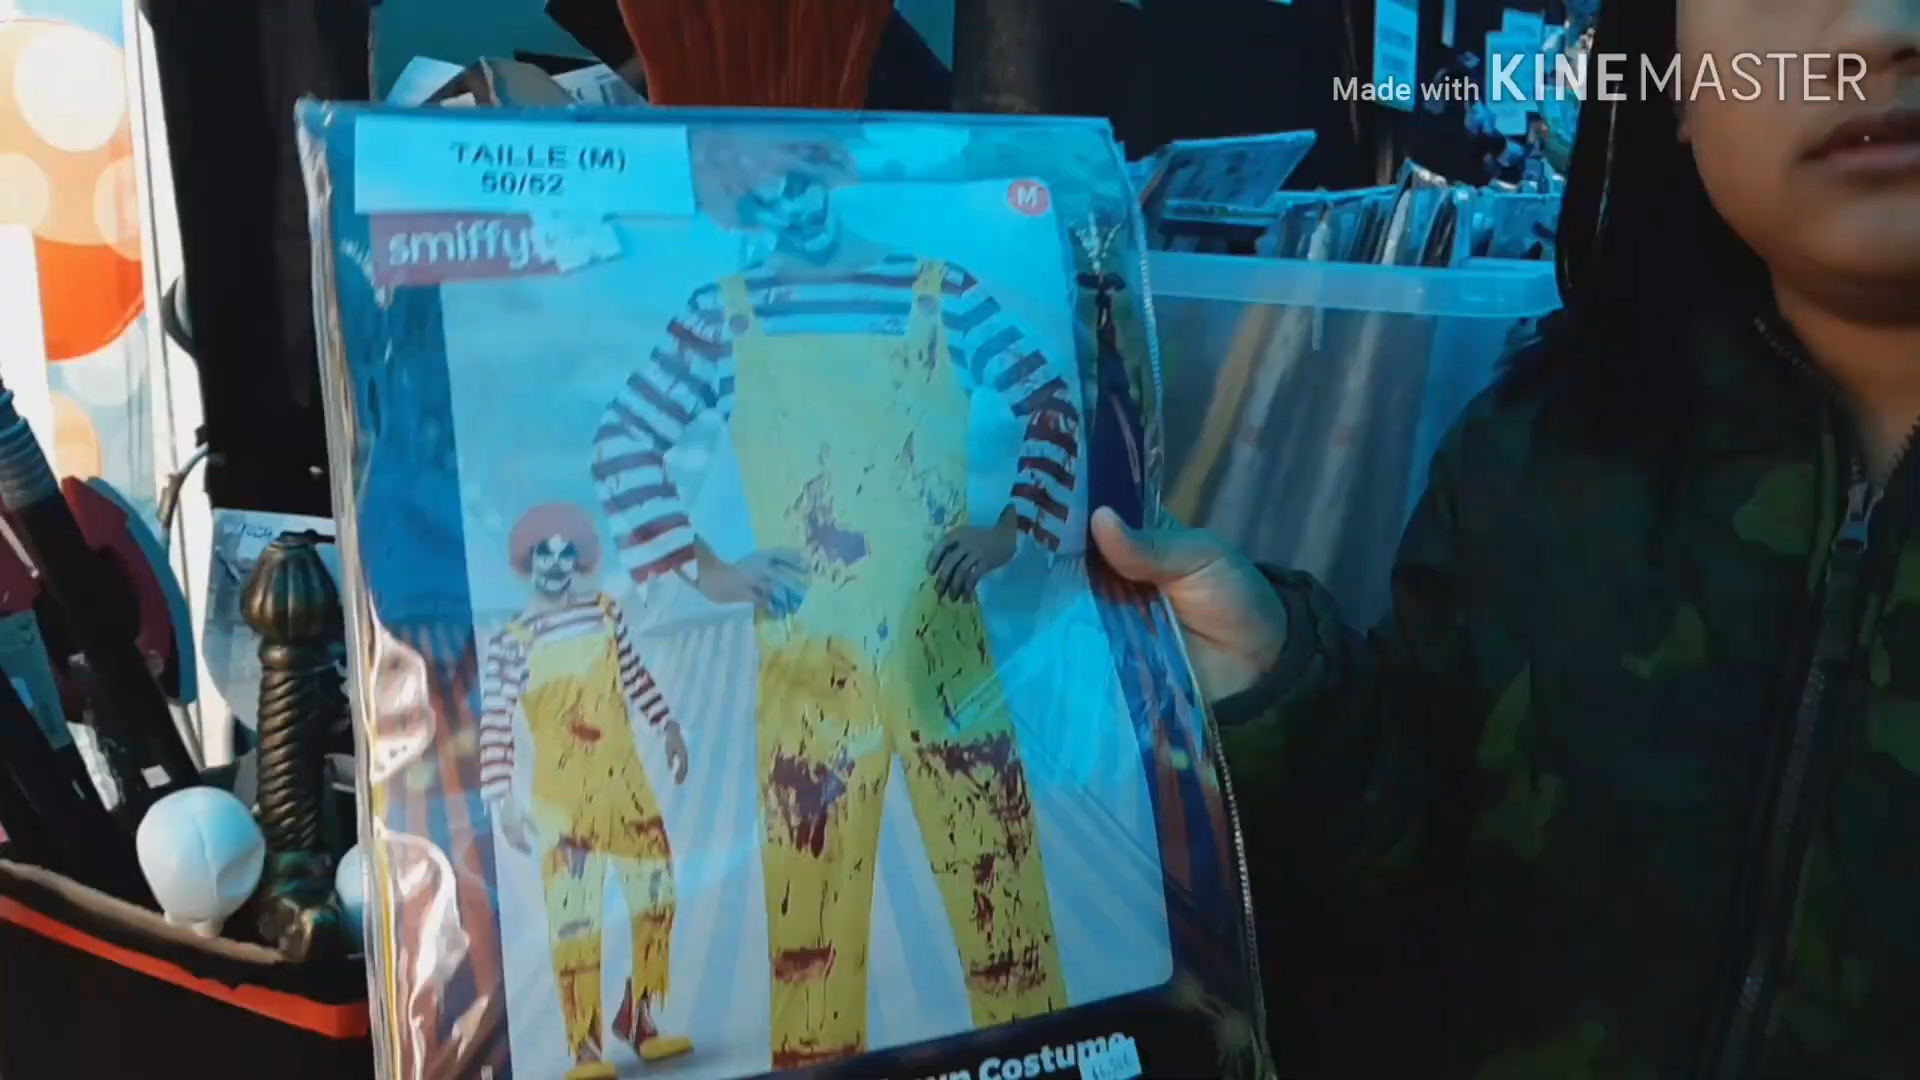 Made with KINEMASTER
TAILLE (M)
50/52
smiffys
M
Costume